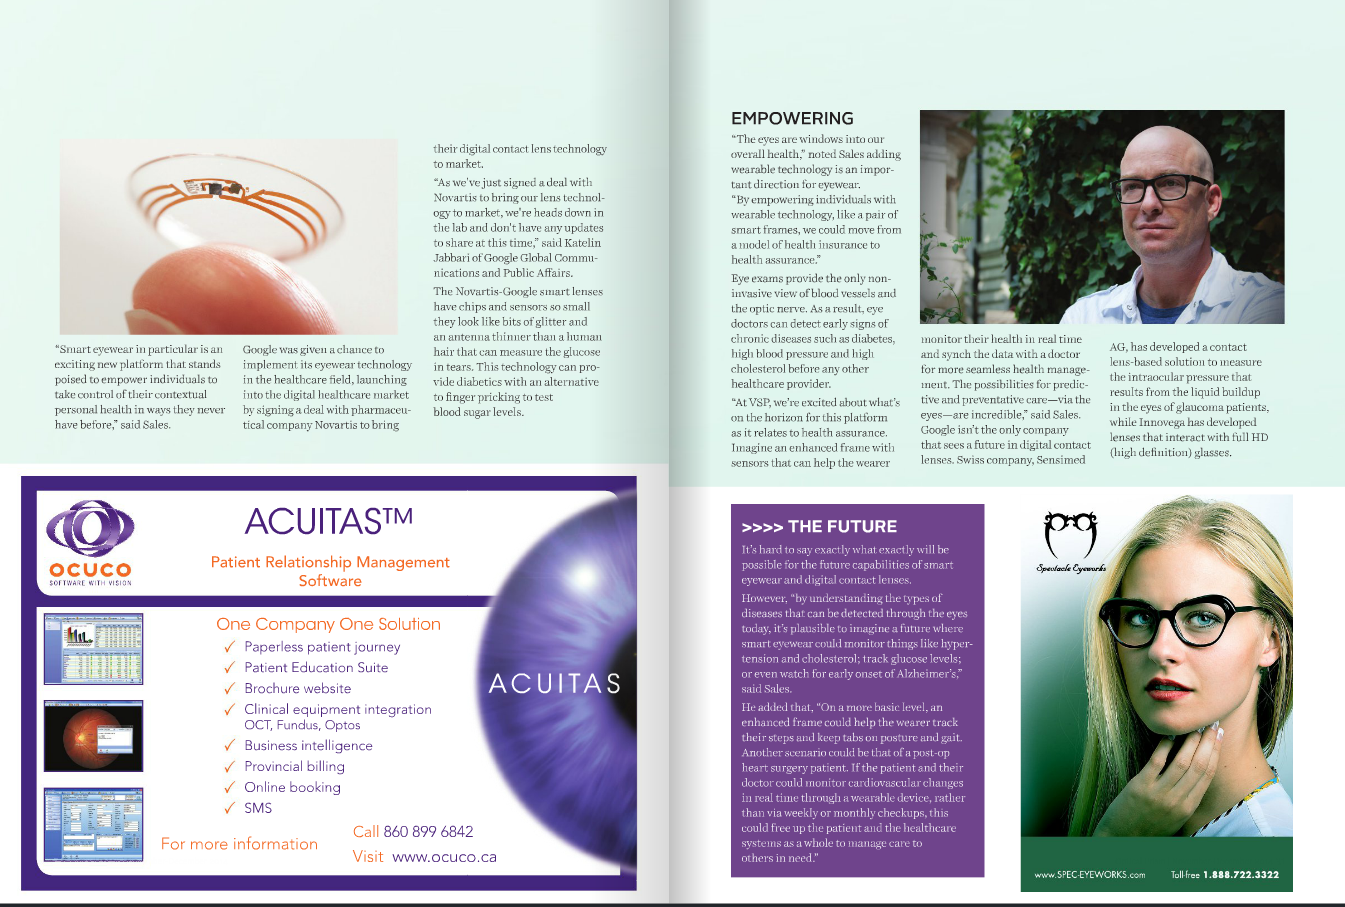 “Smart eyewear in particular is an
exciting new platform that stands
poised to empower individuals to
take control of their contextual
personal health in ways they never
have before,” said Sales.
Google was given a chance to
implement its eyewear technology
in the healthcare field, launching
into the digital healthcare market
by signing a deal with pharmaceu-
tical company Novartis to bring
their digital contact lens technology
to market.
“As we’ve just signed a deal with
Novartis to bring our lens technol-
ogy to market, we’re heads down in
the lab and don’t have any updates
to share at this time,” said Katelin
Jabbari of Google Global Commu-
nications and Public Affairs.
The Novartis-Google smart lenses
have chips and sensors so small
they look like bits of glitter and
an antenna thinner than a human
hair that can measure the glucose
in tears. This technology can pro-
vide diabetics with an alternative
to finger pricking to test
blood sugar levels.
OCUCO
SOFTWARE WITH VISION
ACUITAS™
Patient Relationship Management
Software
One Company One Solution
✓ Paperless patient journey
✓ Patient Education Suite
✓ Brochure website
✓ Clinical equipment integration
OCT, Fundus, Optos
✓ Business intelligence
✓ Provincial billing
✓ Online booking
✓ SMS
ACUITAS
For more information
Call 860 899 6842
Visit www.ocuco.ca
EMPOWERING
“The eyes are windows into our
overall health,” noted Sales adding
wearable technology is an impor-
tant direction for eyewear.
“By empowering individuals with
wearable technology, like a pair of
smart frames, we could move from
a model of health insurance to
health assurance.”
Eye exams provide the only non-
invasive view of blood vessels and
the optic nerve. As a result, eye
doctors can detect early signs of
chronic diseases such as diabetes,
high blood pressure and high
cholesterol before any other
healthcare provider.
“At VSP, we’re excited about what’s
on the horizon for this platform
as it relates to health assurance.
Imagine an enhanced frame with
sensors that can help the wearer
monitor their health in real time
and synch the data with a doctor
for more seamless health manage-
ment. The possibilities for predic-
tive and preventative care—via the
eyes—are incredible,” said Sales.
Google isn’t the only company
that sees a future in digital contact
lenses. Swiss company, Sensimed
AG, has developed a contact
lens-based solution to measure
the intraocular pressure that
results from the liquid buildup
in the eyes of glaucoma patients,
while Innovega has developed
lenses that interact with full HD
(high definition) glasses.
>>>> THE FUTURE
It’s hard to say exactly what exactly will be
possible for the future capabilities of smart
eyewear and digital contact lenses.
However, “by understanding the types of
diseases that can be detected through the eyes
today, it’s plausible to imagine a future where
smart eyewear could monitor things like hyper-
tension and cholesterol; track glucose levels;
or even watch for early onset of Alzheimer’s,”
said Sales.
He added that, “On a more basic level, an
enhanced frame could help the wearer track
their steps and keep tabs on posture and gait.
Another scenario could be that of a post-op
heart surgery patient. If the patient and their
doctor could monitor cardiovascular changes
in real time through a wearable device, rather
than via weekly or monthly checkups, this
could free up the patient and the healthcare
systems as a whole to manage care to
others in need.”
Spectacle Eyeworks
www.SPEC-EYEWORKS.com
Toll-free 1.888.722.3322